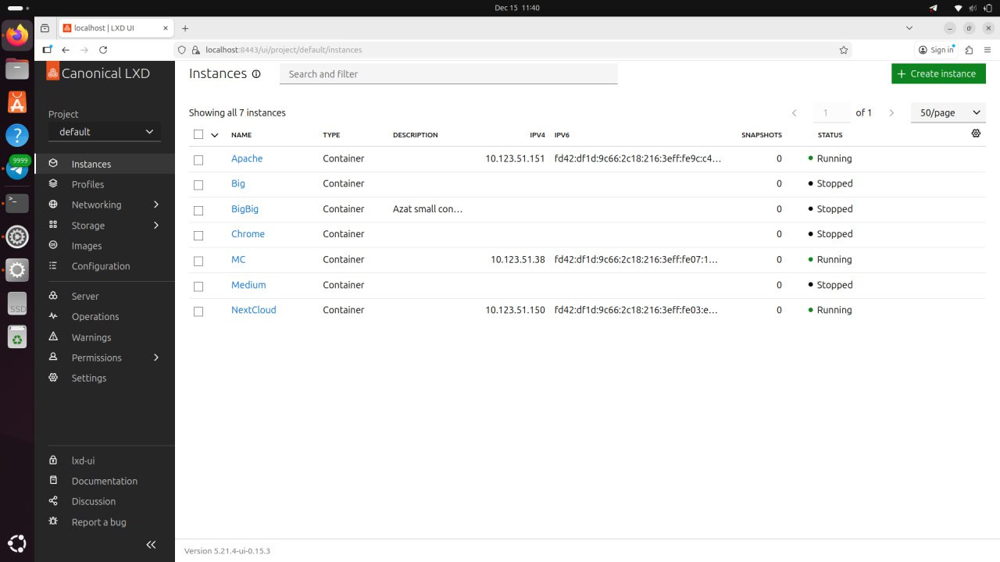 Dec 15 11:40
localhost | LXD UI
localhost:8443/ui/project/default/instances
Sign in
9999
SSD
Canonical LXD
Project
default
Instances
Profiles
Networking
Storage
Images
Configuration
Server
Operations
Warnings
Permissions
Settings
lxd-ui
Documentation
Discussion
Report a bug
Instances
Search and filter
Create instance
Showing all 7 instances
1 of 1 50/page
NAME TYPE DESCRIPTION IPV4 IPV6 SNAPSHOTS STATUS
Apache Container 10.123.51.151 fd42:df1d:9c66:2c18:216:3eff:fe9c:c4… 0 Running
Big Container 0 Stopped
BigBig Container Azat small con… 0 Stopped
Chrome Container 0 Stopped
MC Container 10.123.51.38 fd42:df1d:9c66:2c18:216:3eff:fe07:1… 0 Running
Medium Container 0 Stopped
NextCloud Container 10.123.51.150 fd42:df1d:9c66:2c18:216:3eff:fe03:e… 0 Running
Version 5.21.4-ui-0.15.3